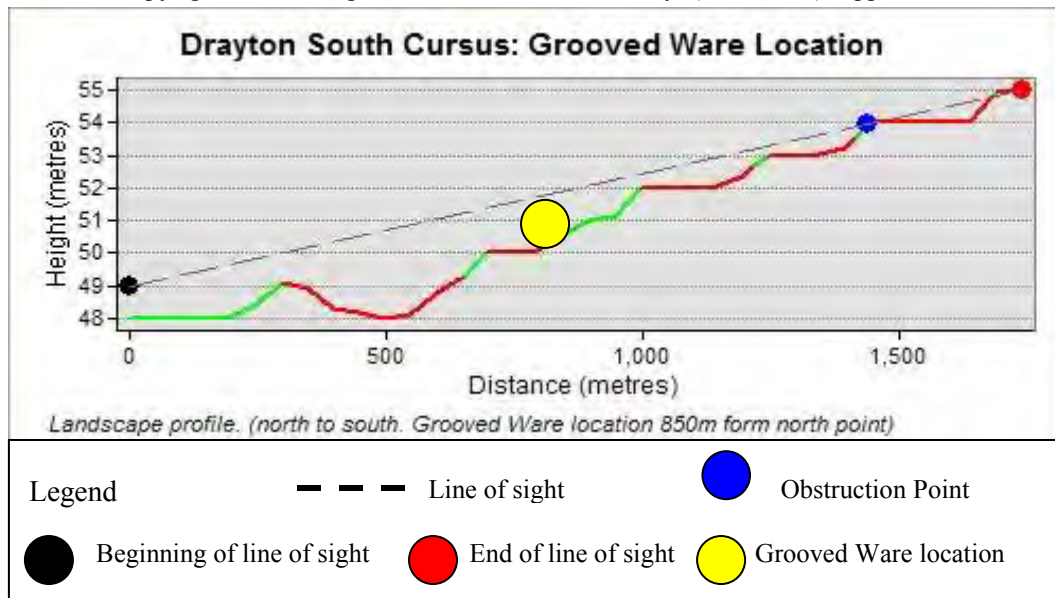 Drayton South Cursus: Grooved Ware Location
Height (metres)
55
54
53
52
51
50
49
48
0 500 1,000 1,500
Distance (metres)
Landscape profile. (north to south. Grooved Ware location 850m form north point)
Legend Line of sight Obstruction Point
Beginning of line of sight End of line of sight Grooved Ware location